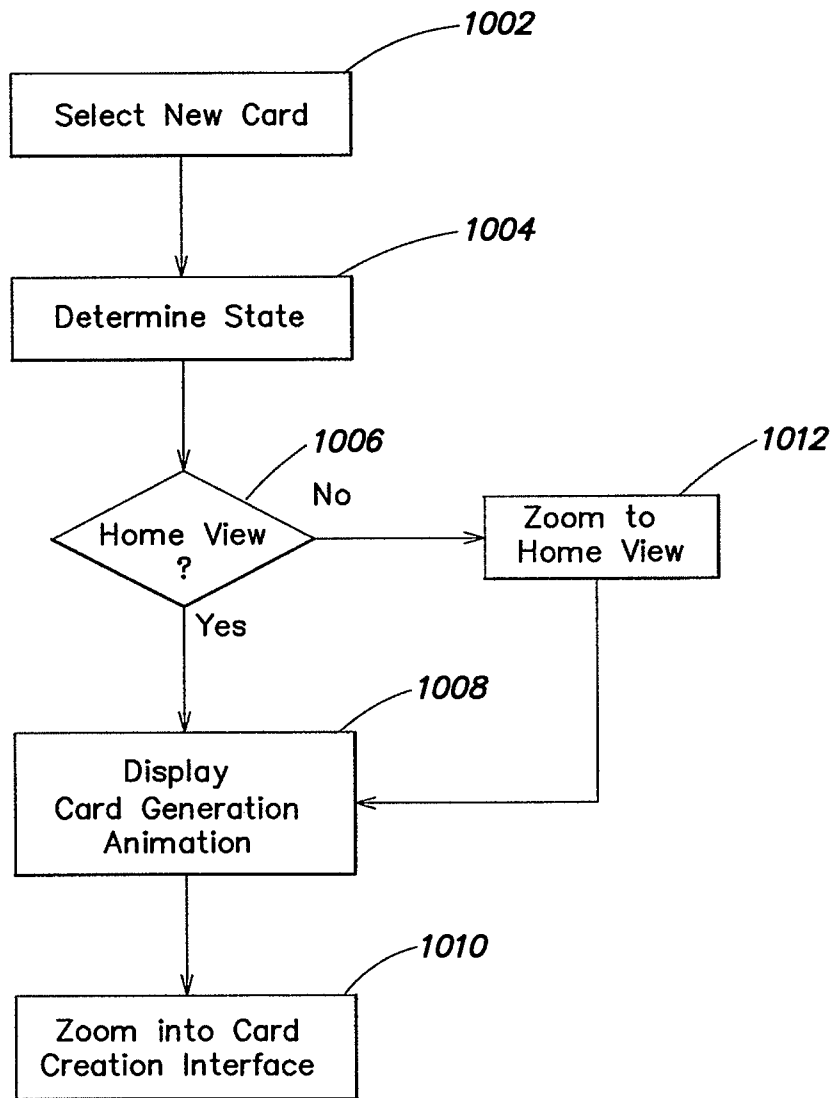 1002
Select New Card
1004
Determine State
1006
Home View
?
No
1012
Zoom to
Home View
Yes
1008
Display
Card Generation
Animation
1010
Zoom into Card
Creation Interface